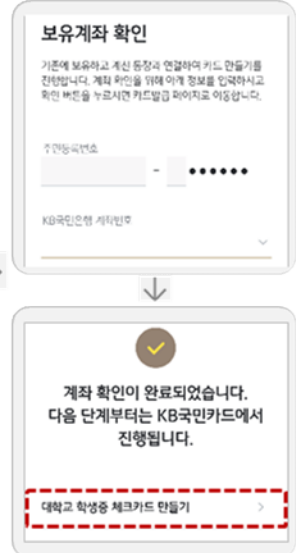 보유계좌 확인
기존에 보유하고 계신 통장과 연결하여 카드 만들기를
진행합니다. 계좌 확인을 위해 아래 정보를 입력하시고
확인 버튼을 누르시면 카드발급 페이지로 이동합니다.
주민등록번호
- ●●●●●●
KB국민은행 계좌번호
계좌 확인이 완료되었습니다.
다음 단계부터는 KB국민카드에서
진행됩니다.
대학교 학생증 체크카드 만들기